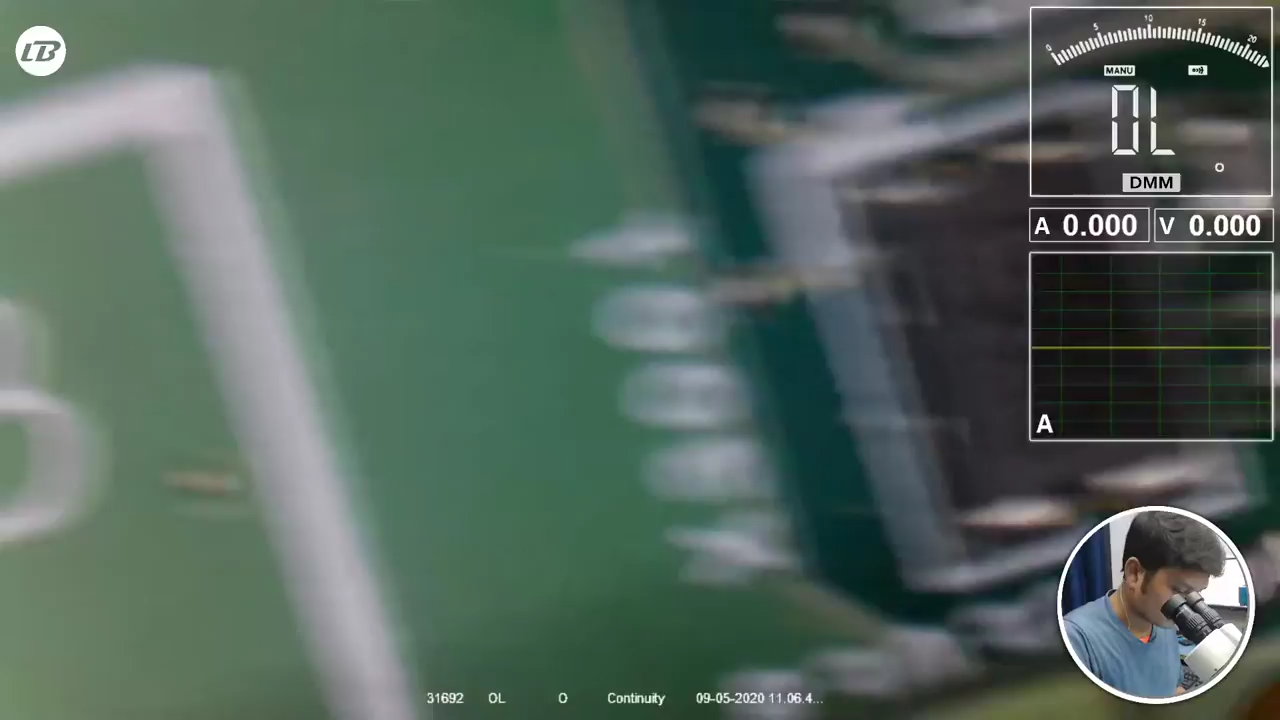 LB
0 5 10 15 20
MANU
OL
DMM
A 0.000 V 0.000
A
31692 OL O Continuity 09-05-2020 11.06.4...